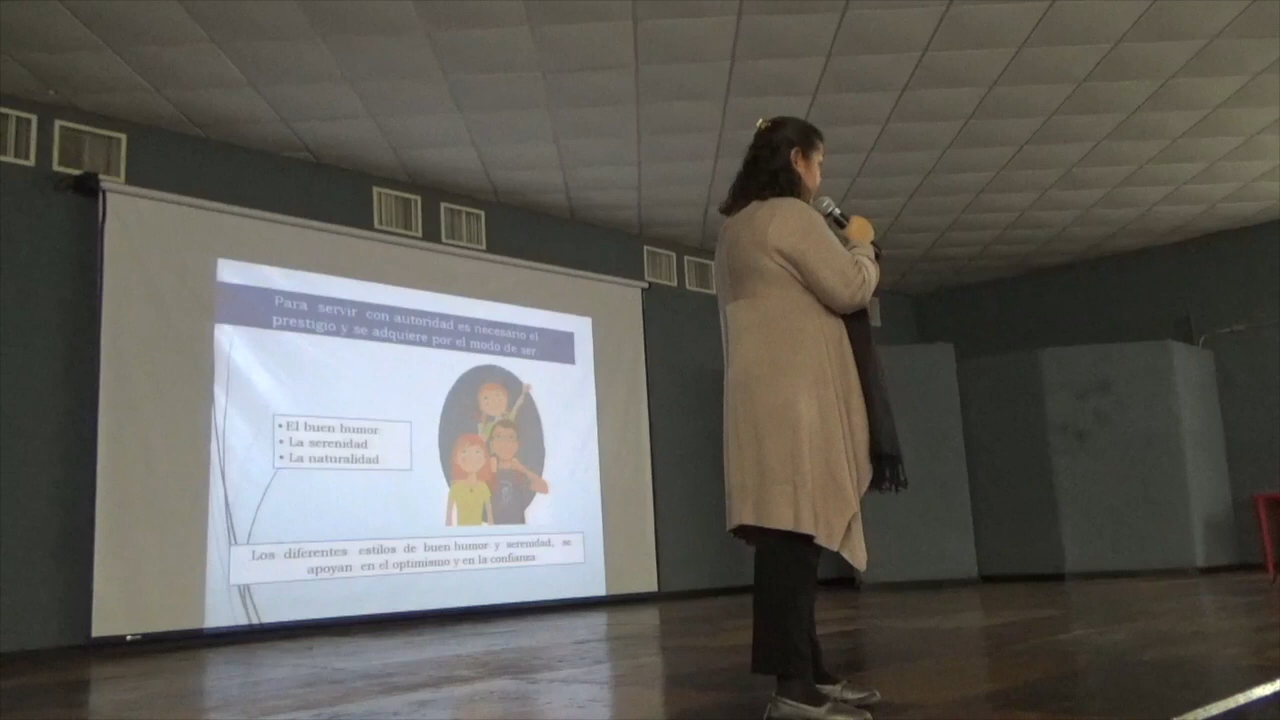 Para servir con autoridad es necesario el
prestigio y se adquiere por el modo de ser
• El buen humor
• La serenidad
• La naturalidad
Los diferentes estilos de buen humor y serenidad, se
apoyan en el optimismo y en la confianza